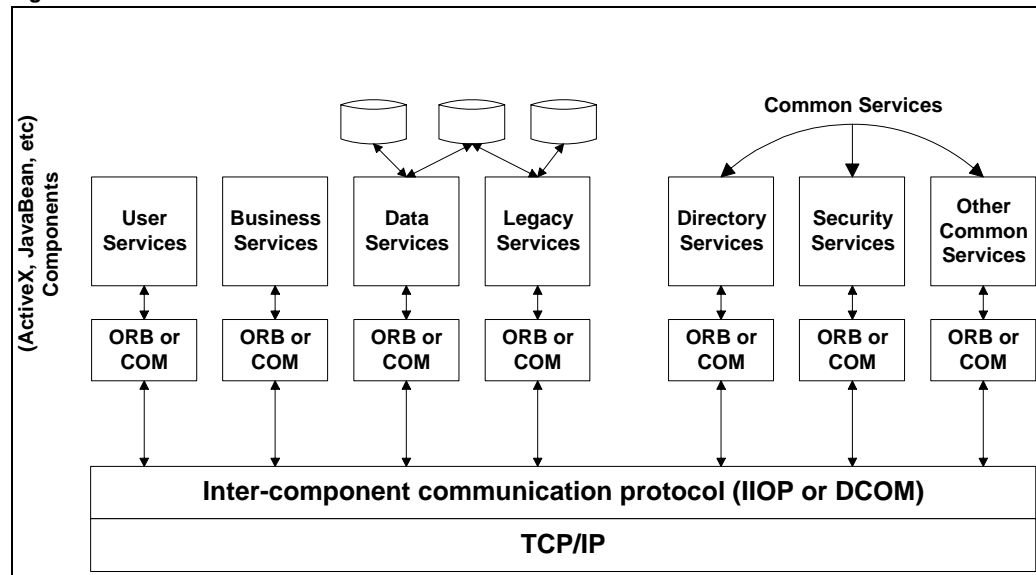 Common Services
(ActiveX, JavaBean, etc)
Components
User
Services
Business
Services
Data
Services
Legacy
Services
Directory
Services
Security
Services
Other
Common
Services
ORB or
COM
ORB or
COM
ORB or
COM
ORB or
COM
ORB or
COM
ORB or
COM
ORB or
COM
Inter-component communication protocol (IIOP or DCOM)
TCP/IP